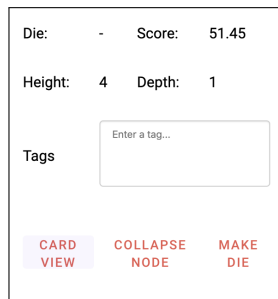 Die: - Score: 51.45
Height: 4 Depth: 1
Enter a tag...
Tags
CARD COLLAPSE MAKE
VIEW NODE DIE